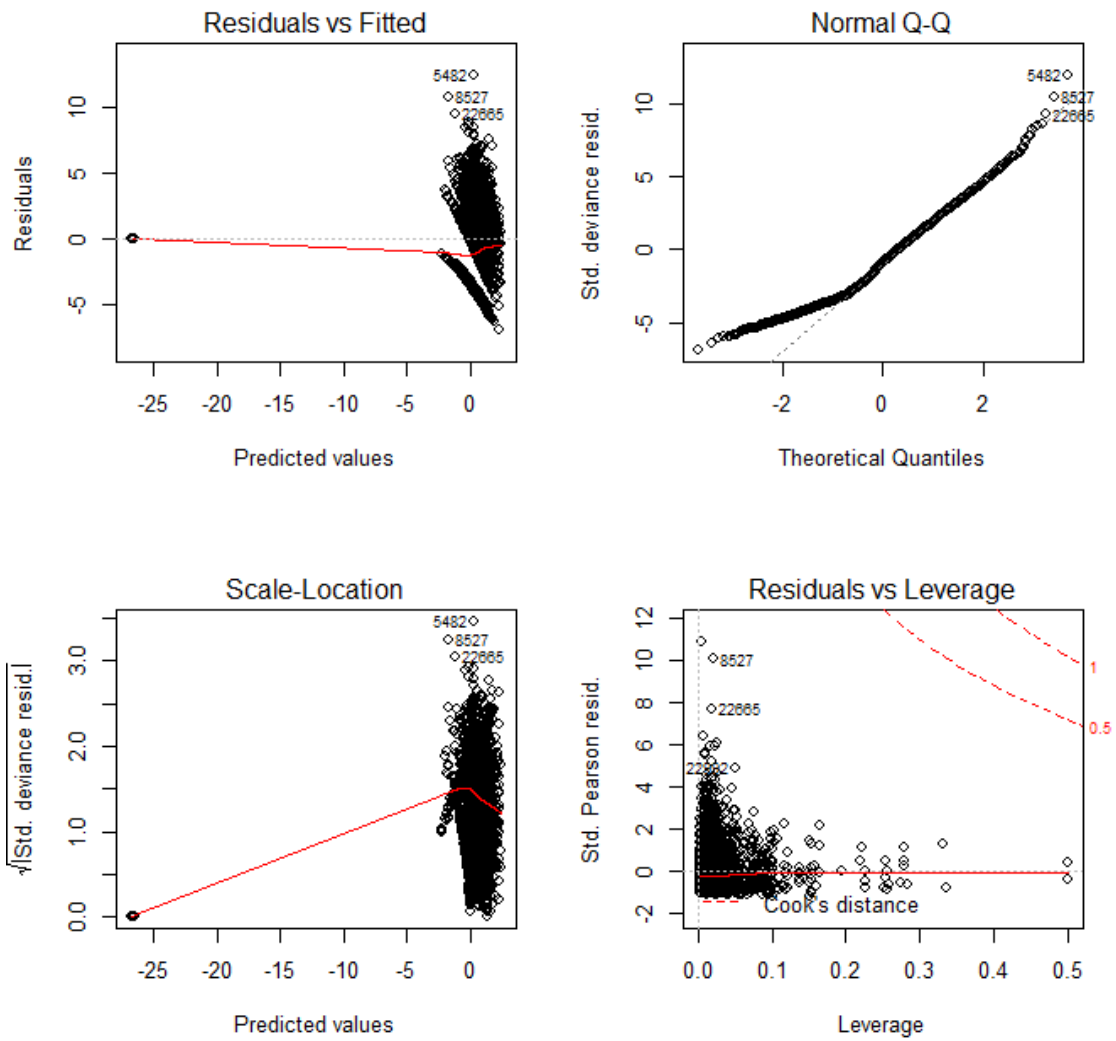 Residuals vs Fitted
5482
8527
22665
Residuals
10
5
0
-5
-25 -20 -15 -10 -5 0
Predicted values
Normal Q-Q
5482
8527
22665
Std. deviance resid.
10
5
0
-5
-2 0 2
Theoretical Quantiles
Scale-Location
5482
8527
22665
√|Std. deviance resid.|
3.0
2.0
1.0
0.0
-25 -20 -15 -10 -5 0
Predicted values
Residuals vs Leverage
8527
22665
Std. Pearson resid.
12
10
8
6
4
2
0
-2
1
0.5
Cook's distance
0.0 0.1 0.2 0.3 0.4 0.5
Leverage